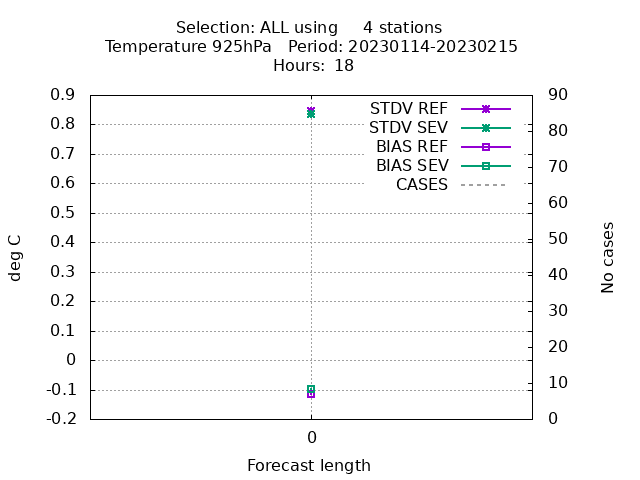 Selection: ALL using     4 stations
Temperature 925hPa   Period: 20230114-20230215
Hours: 18
0.9
0.8
0.7
0.6
0.5
0.4
0.3
0.2
0.1
0
-0.1
-0.2
deg C
STDV REF
STDV SEV
BIAS REF
BIAS SEV
CASES
90
80
70
60
50
40
30
20
10
0
No cases
0
Forecast length